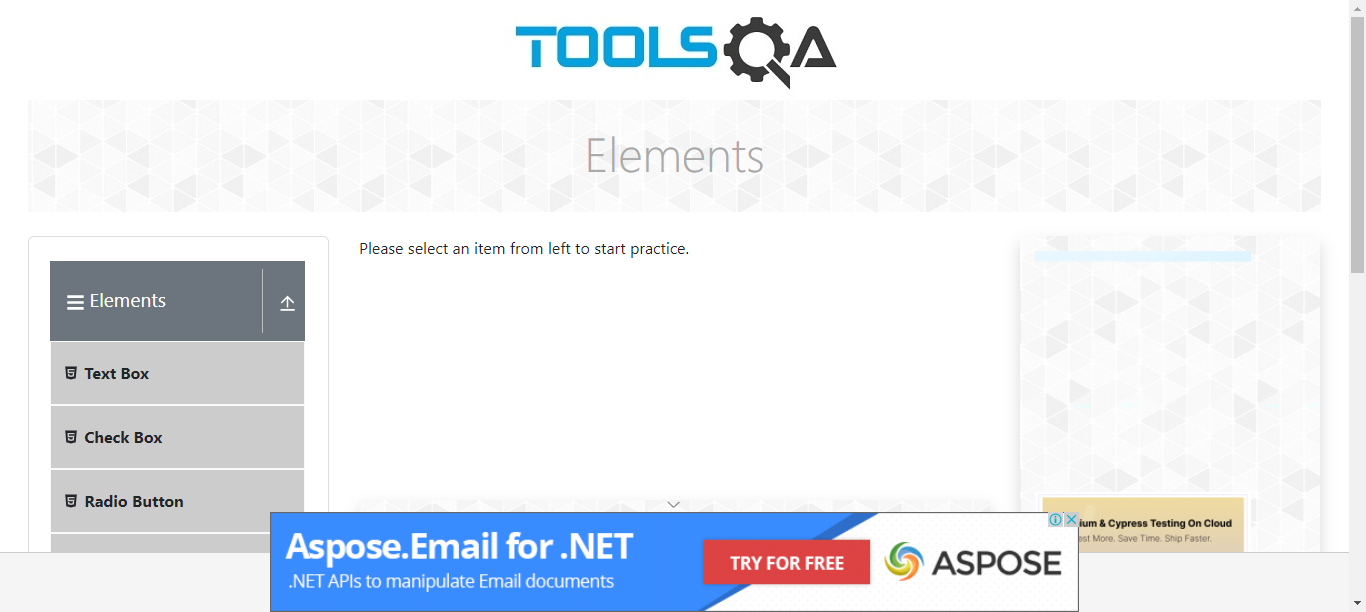 TOOLSQA
Elements
Elements
Text Box
Check Box
Radio Button
Please select an item from left to start practice.
ium & Cypress Testing On Cloud
est More. Save Time. Ship Faster.
Aspose.Email for .NET
.NET APIs to manipulate Email documents
TRY FOR FREE
ASPOSE